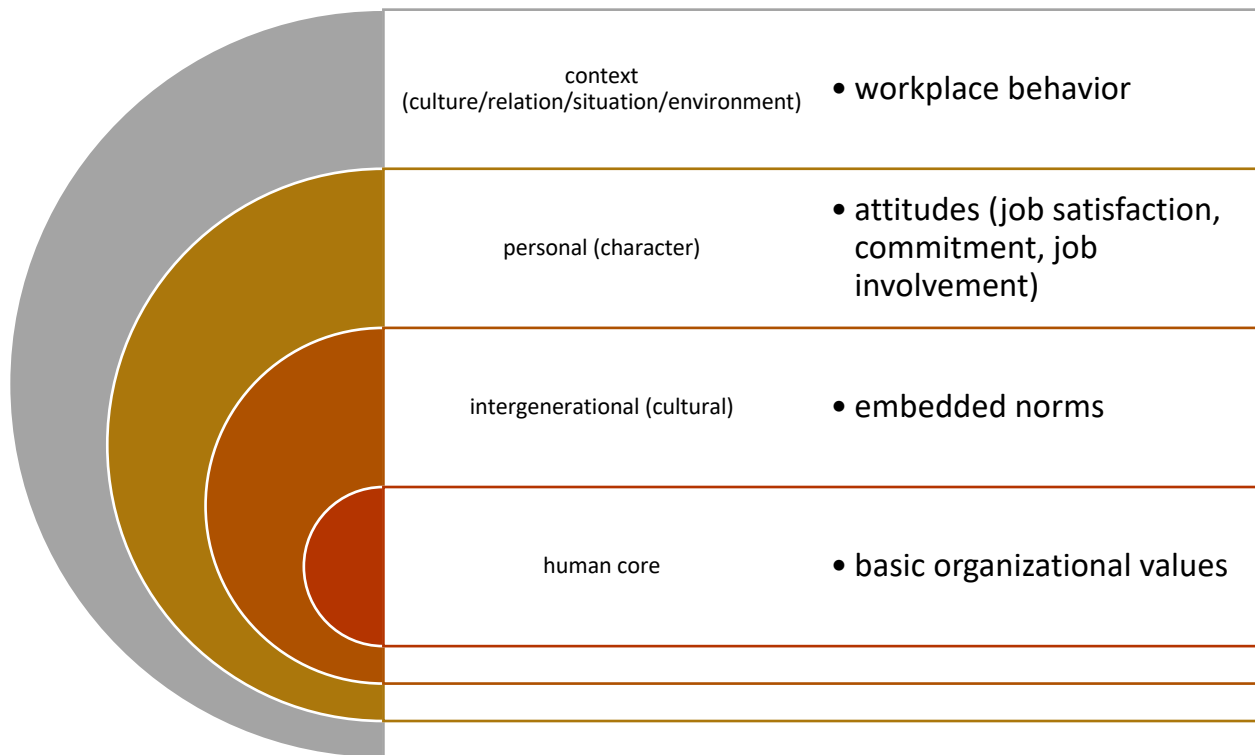 context
(culture/relation/situation/environment)
• workplace behavior
personal (character)
• attitudes (job satisfaction,
commitment, job
involvement)
intergenerational (cultural)
• embedded norms
human core
• basic organizational values